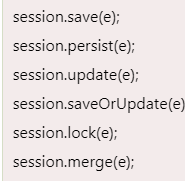 session.save(e);
session.persist(e);
session.update(e);
session.saveOrUpdate(e)
session.lock(e);
session.merge(e);